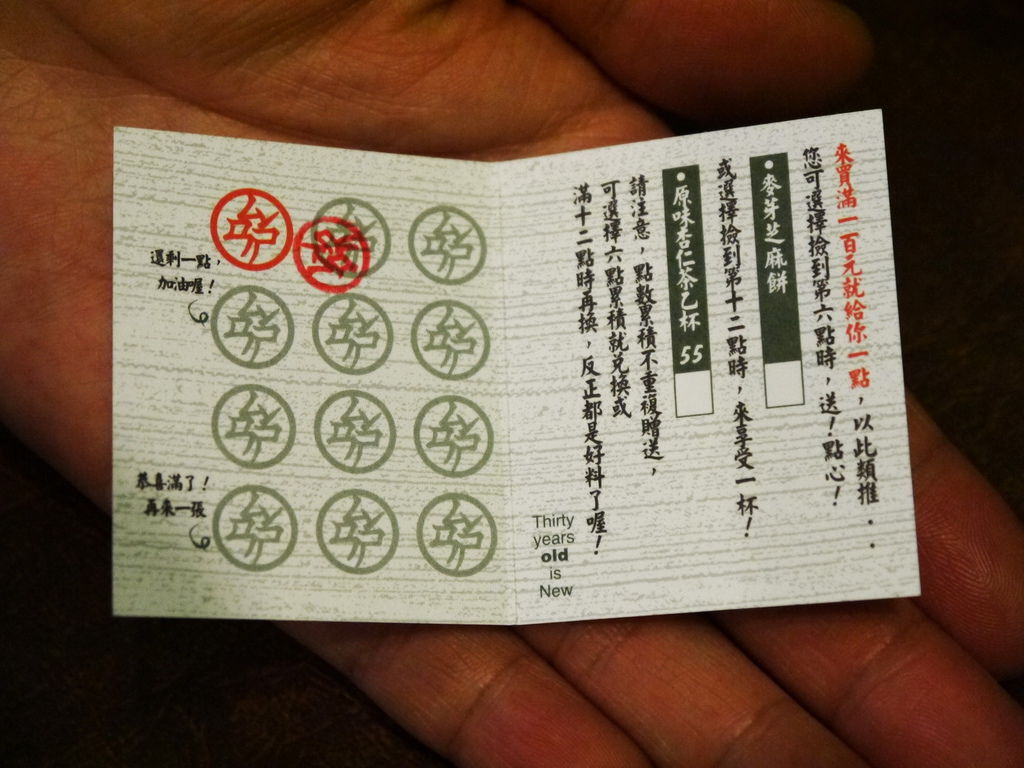 來買滿一百元就給你一點，以此類推．．
您可選擇撿到第六點時，送！點心！
•麥芽芝麻餅
或選擇撿到第十二點時，來享受一杯！
•原味杏仁茶乙杯 55
請注意，點數累積不重複贈送，
可選擇六點累積就兌換或
滿十二點時再換，反正都是好料了喔！
Thirty
years
old
is
New
還剩一點，
加油喔！
恭喜滿了！
再來一張